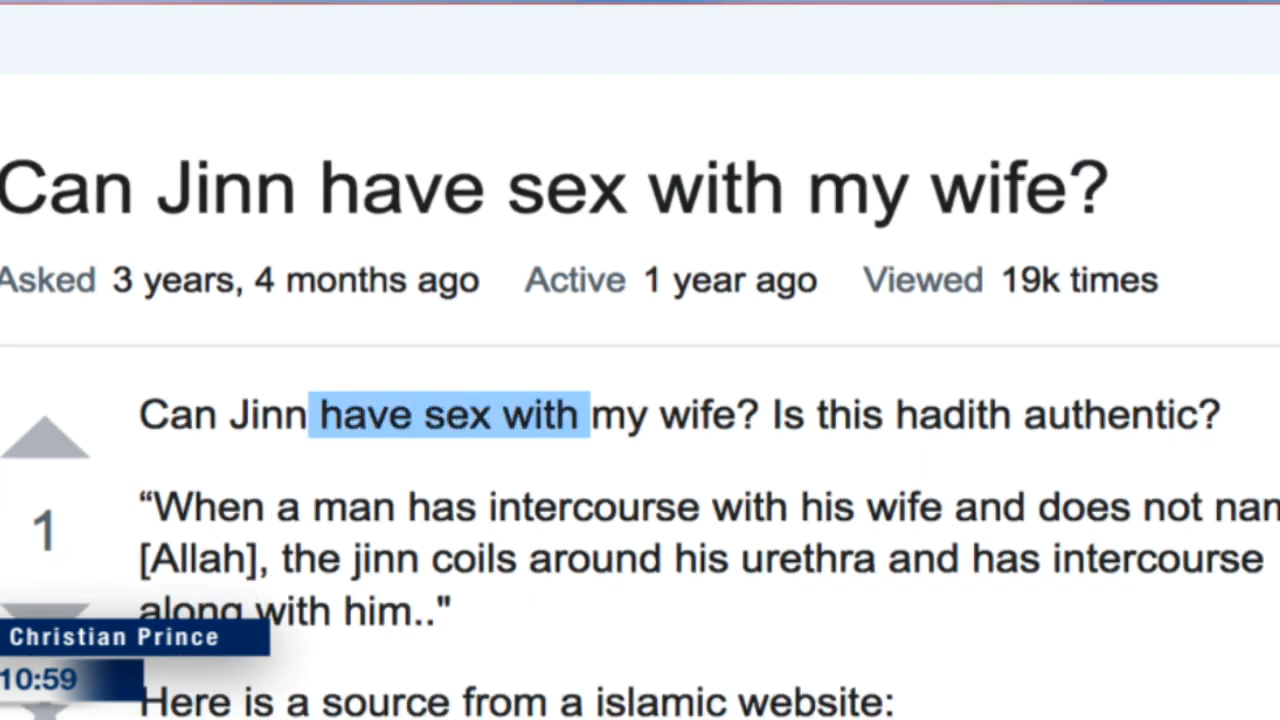 Can Jinn have sex with my wife?
Asked 3 years, 4 months ago Active 1 year ago Viewed 19k times
Can Jinn have sex with my wife? Is this hadith authentic?
“When a man has intercourse with his wife and does not
[Allah], the jinn coils around his urethra and has intercourse
1
along with him.."
Christian Prince
10:59
Here is a source from a islamic website: